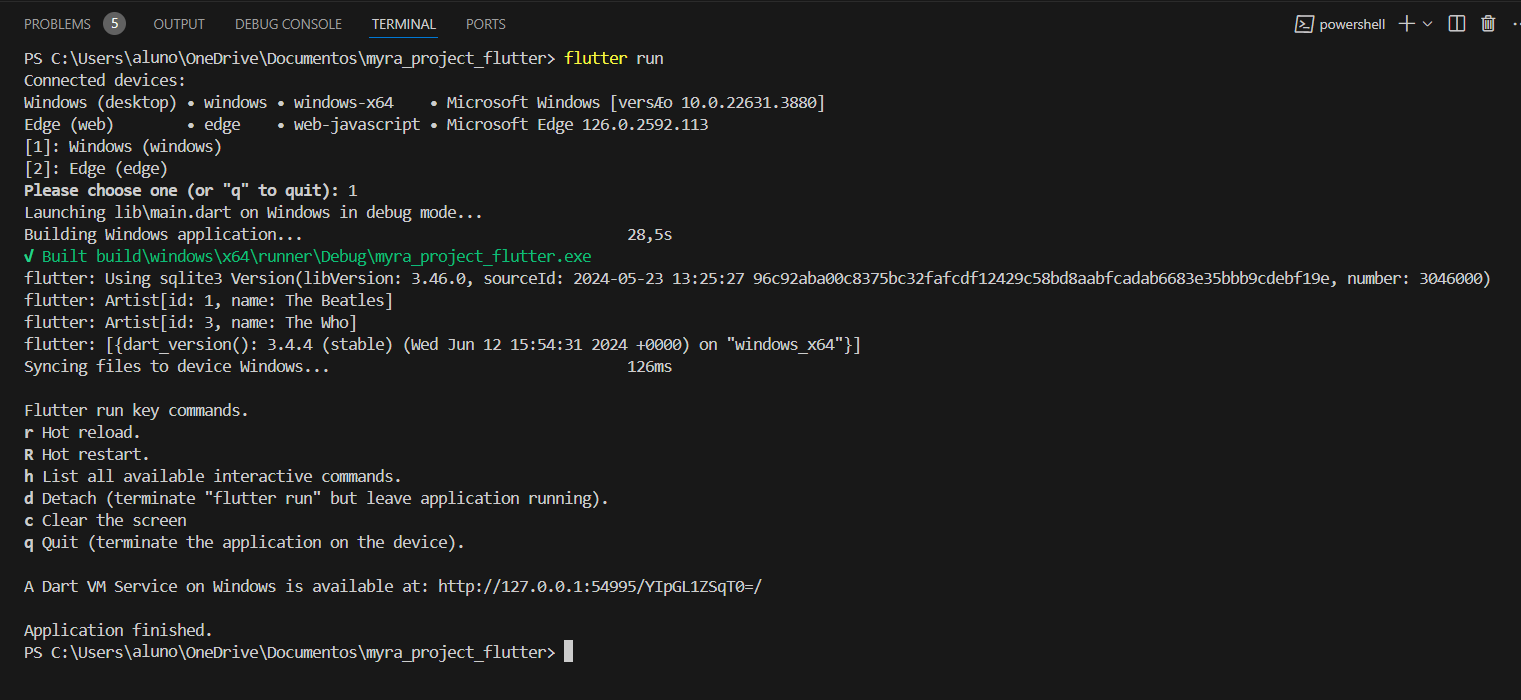 PROBLEMS 5 OUTPUT DEBUG CONSOLE TERMINAL PORTS powershell
PS C:\Users\aluno\OneDrive\Documentos\myra_project_flutter> flutter run
Connected devices:
Windows (desktop) • windows • windows-x64 • Microsoft Windows [versÆo 10.0.22631.3880]
Edge (web) • edge • web-javascript • Microsoft Edge 126.0.2592.113
[1]: Windows (windows)
[2]: Edge (edge)
Please choose one (or "q" to quit): 1
Launching lib\main.dart on Windows in debug mode...
Building Windows application... 28,5s
√ Built build\windows\x64\runner\Debug\myra_project_flutter.exe
flutter: Using sqlite3 Version(libVersion: 3.46.0, sourceId: 2024-05-23 13:25:27 96c92aba00c8375bc32fafcdf12429c58bd8aabfcadab6683e35bbb9cdebf19e, number: 3046000)
flutter: Artist[id: 1, name: The Beatles]
flutter: Artist[id: 3, name: The Who]
flutter: [{dart_version(): 3.4.4 (stable) (Wed Jun 12 15:54:31 2024 +0000) on "windows_x64"}]
Syncing files to device Windows... 126ms
Flutter run key commands.
r Hot reload.
R Hot restart.
h List all available interactive commands.
d Detach (terminate "flutter run" but leave application running).
c Clear the screen
q Quit (terminate the application on the device).
A Dart VM Service on Windows is available at: http://127.0.0.1:54995/YIpGL1ZSqT0=/
Application finished.
PS C:\Users\aluno\OneDrive\Documentos\myra_project_flutter>